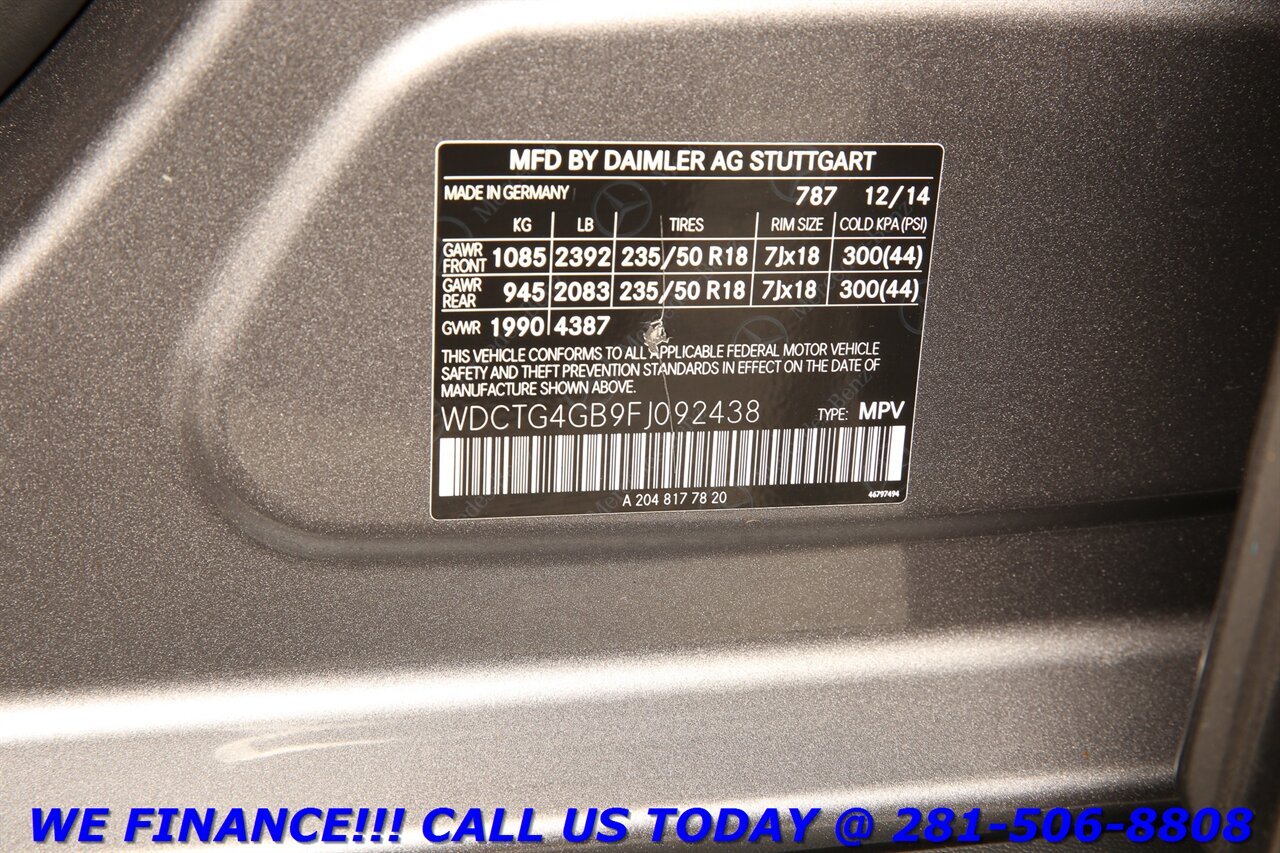 MFD BY DAIMLER AG STUTTGART
MADE IN GERMANY 787 12/14
KG LB TIRES RIM SIZE COLD KPA (PSI)
GAWR FRONT 1085 2392 235/50 R18 7Jx18 300(44)
GAWR REAR 945 2083 235/50 R18 7Jx18 300(44)
GVWR 1990 4387
THIS VEHICLE CONFORMS TO ALL APPLICABLE FEDERAL MOTOR VEHICLE
SAFETY AND THEFT PREVENTION STANDARDS IN EFFECT ON THE DATE OF
MANUFACTURE SHOWN ABOVE.
WDCTG4GB9FJ092438 TYPE: MPV
A 204 817 78 20 46797494
WE FINANCE!!! CALL US TODAY @ 281-506-8808